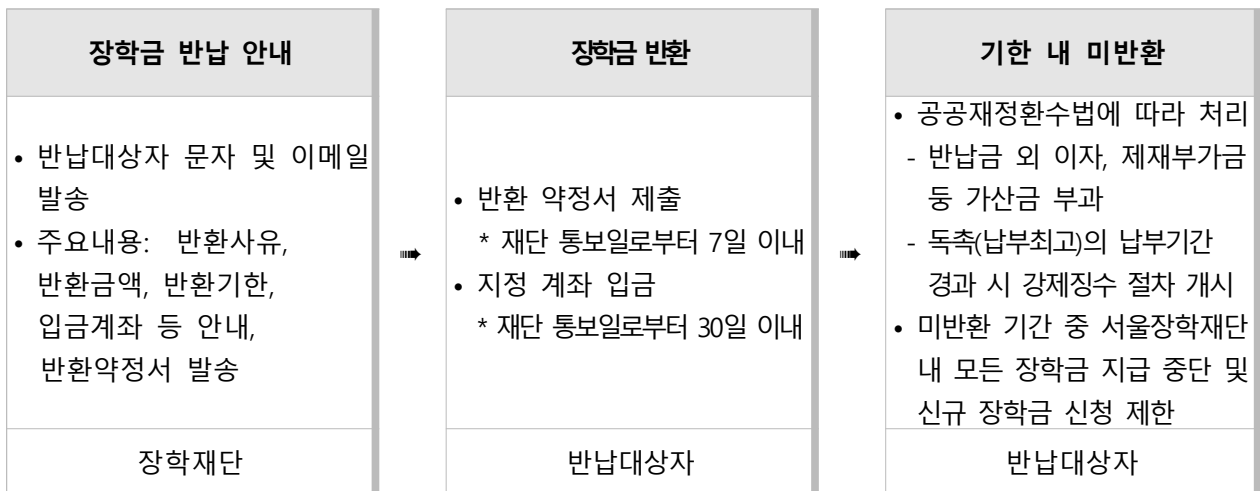 장학금 반납 안내
• 반납대상자 문자 및 이메일
발송
• 주요내용: 반환사유,
반환금액, 반환기한,
입금계좌 등 안내,
반환약정서 발송
장학재단
➠
장학금 반환
• 반환 약정서 제출
* 재단 통보일로부터 7일 이내
• 지정 계좌 입금
* 재단 통보일로부터 30일 이내
반납대상자
➠
기한 내 미반환
• 공공재정환수법에 따라 처리
- 반납금 외 이자, 제재부가금
둥 가산금 부과
- 독촉(납부최고)의 납부기간
경과 시 강제징수 절차 개시
• 미반환 기간 중 서울장학재단
내 모든 장학금 지급 중단 및
신규 장학금 신청 제한
반납대상자